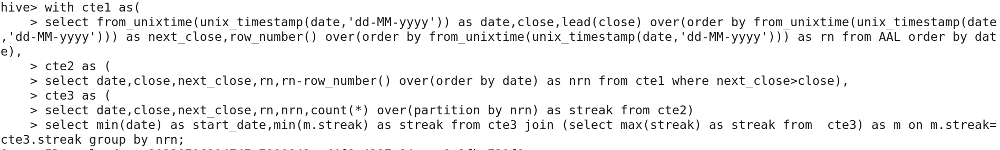 hive> with cte1 as(
    > select from_unixtime(unix_timestamp(date,'dd-MM-yyyy')) as date,close,lead(close) over(order by from_unixtime(unix_timestamp(date
,'dd-MM-yyyy'))) as next_close,row_number() over(order by from_unixtime(unix_timestamp(date,'dd-MM-yyyy'))) as rn from AAL order by dat
e),
    > cte2 as (
    > select date,close,next_close,rn,rn-row_number() over(order by date) as nrn from cte1 where next_close>close),
    > cte3 as (
    > select date,close,next_close,rn,nrn,count(*) over(partition by nrn) as streak from cte2)
    > select min(date) as start_date,min(m.streak) as streak from cte3 join (select max(streak) as streak from  cte3) as m on m.streak=
cte3.streak group by nrn;